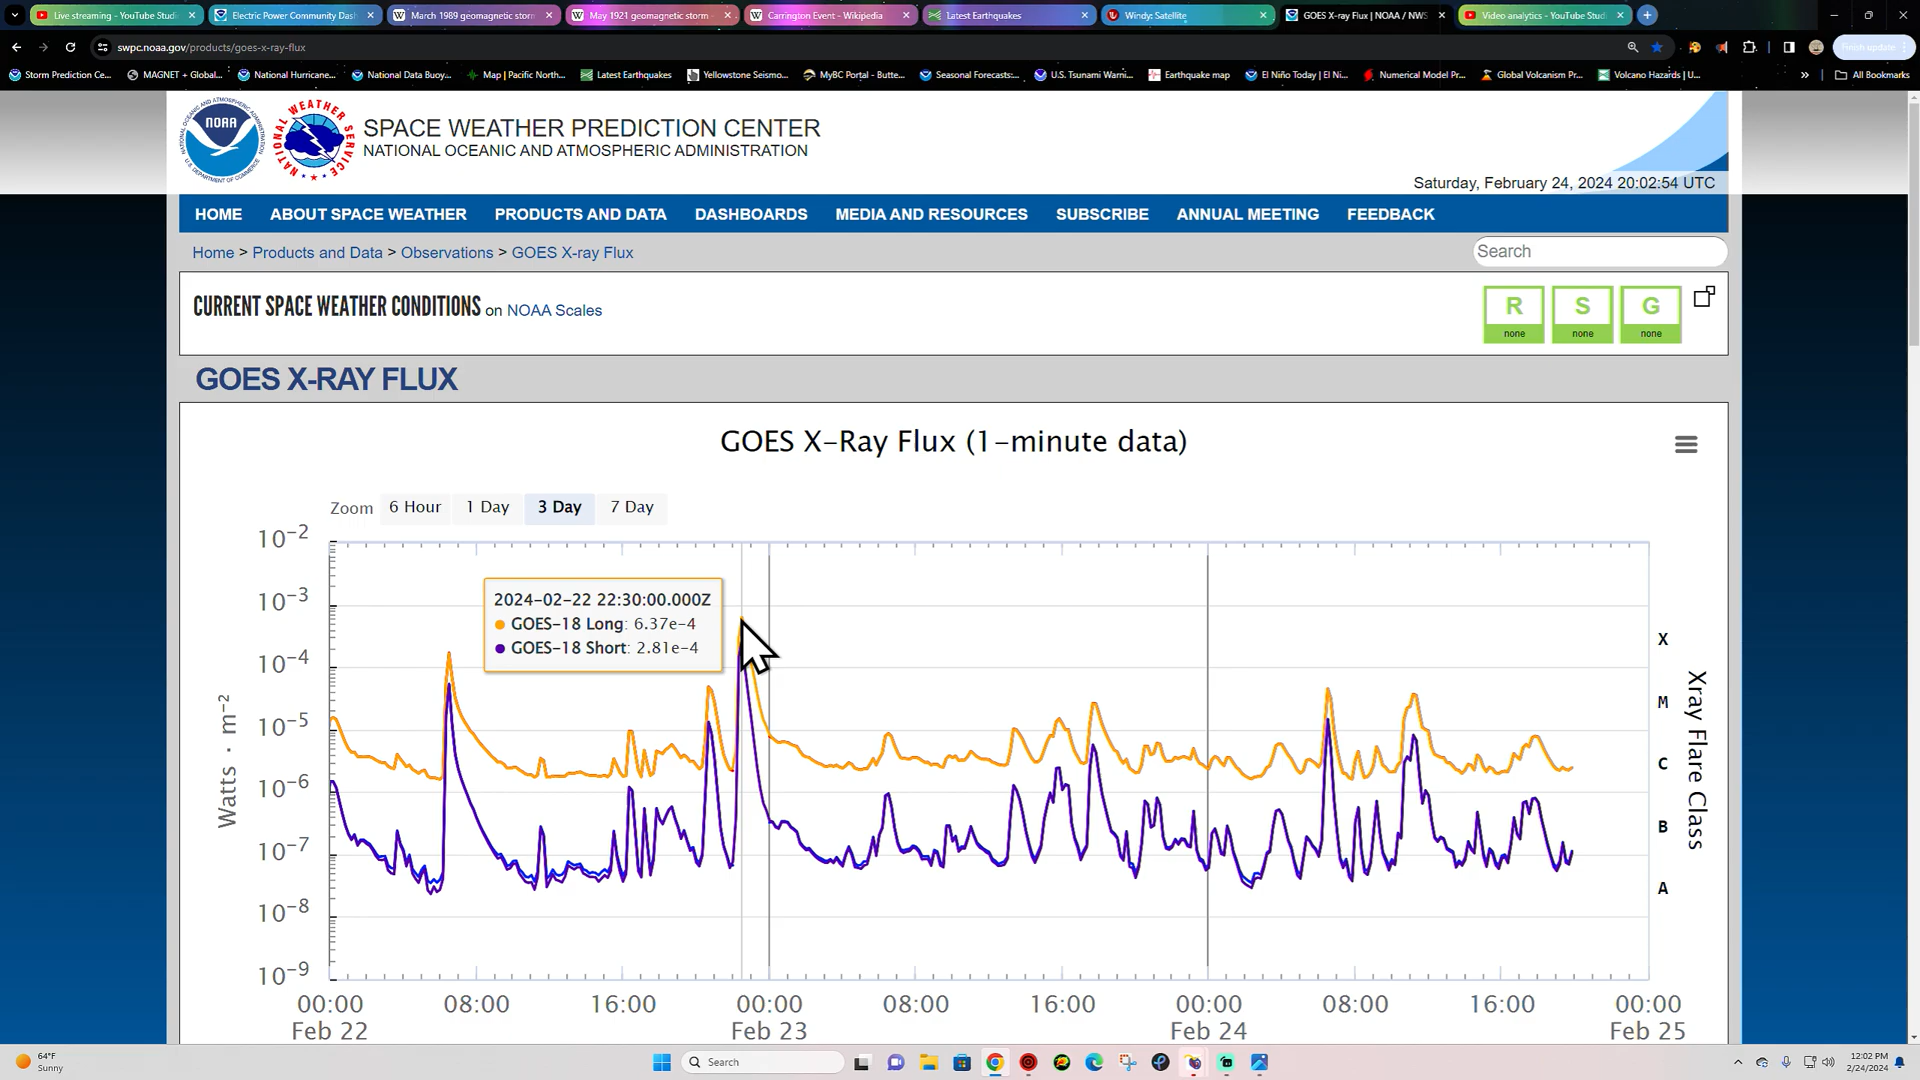 Live streaming - YouTube Studi
Electric Power Community Das
March 1989 geomagnetic storm
May 1921 geomagnetic storm -
Carrington Event - Wikipedia
Latest Earthquakes
Windy: Satellite
GOES X-ray Flux | NOAA / NWS
Video analytics - YouTube Studi
swpc.noaa.gov/products/goes-x-ray-flux
Finish update
Storm Prediction Ce...
MAGNET + Global...
National Hurricane...
National Data Buoy...
Map | Pacific North...
Latest Earthquakes
Yellowstone Seismo...
MyBC Portal - Butte...
Seasonal Forecasts:...
U.S. Tsunami Warni...
Earthquake map
El Niño Today | El Ni...
Numerical Model Pr...
Global Volcanism Pr...
Volcano Hazards | U...
All Bookmarks
NOAA
NATIONAL WEATHER SERVICE
SPACE WEATHER PREDICTION CENTER
NATIONAL OCEANIC AND ATMOSPHERIC ADMINISTRATION
Saturday, February 24, 2024 20:02:54 UTC
HOME ABOUT SPACE WEATHER PRODUCTS AND DATA DASHBOARDS MEDIA AND RESOURCES SUBSCRIBE ANNUAL MEETING FEEDBACK
Home > Products and Data > Observations > GOES X-ray Flux
Search
CURRENT SPACE WEATHER CONDITIONS on NOAA Scales
R S G
none none none
GOES X-RAY FLUX
GOES X-Ray Flux (1-minute data)
Zoom 6 Hour 1 Day 3 Day 7 Day
10⁻²
10⁻³
10⁻⁴
10⁻⁵
10⁻⁶
10⁻⁷
10⁻⁸
10⁻⁹
Watts · m⁻²
2024-02-22 22:30:00.000Z
GOES-18 Long: 6.37e-4
GOES-18 Short: 2.81e-4
X
M
C
B
A
Xray Flare Class
00:00 08:00 16:00 00:00 08:00 16:00 00:00 08:00 16:00 00:00
Feb 22 Feb 23 Feb 24 Feb 25
64°F
Sunny
Search
12:02 PM
2/24/2024